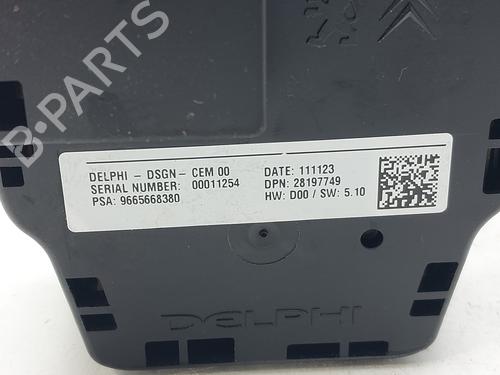 B-PARTS
DELPHI - DSGN - CEM 00 DATE: 111123
SERIAL NUMBER: 00011254 DPN: 28197749
PSA: 9665668380 HW: D00 / SW: 5.10
DELPHI